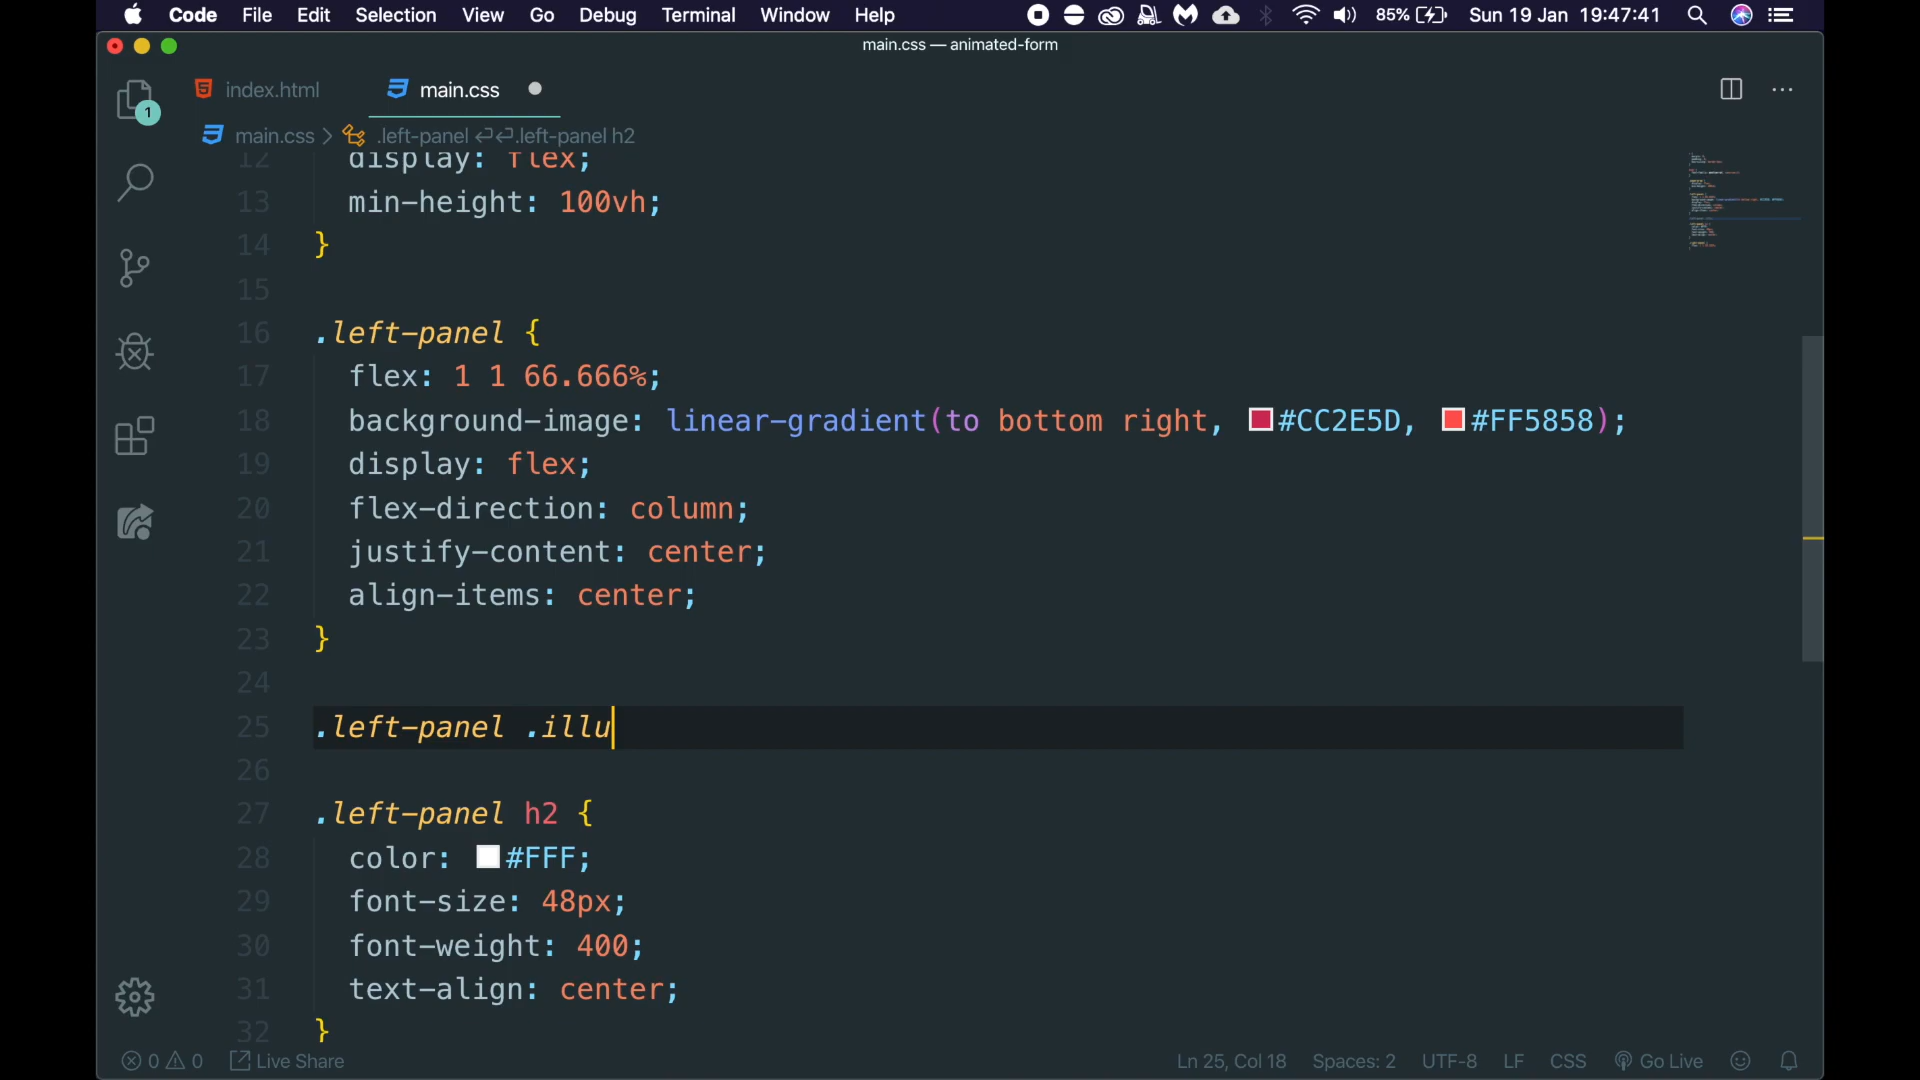 Code File Edit Selection View Go Debug Terminal Window Help 85% Sun 19 Jan 19:47:41
main.css — animated-form
index.html main.css
1
main.css > .left-panel ⏎⏎.left-panel h2
12 display: flex;
13 min-height: 100vh;
14 }
15
16 .left-panel {
17 flex: 1 1 66.666%;
18 background-image: linear-gradient(to bottom right, #CC2E5D, #FF5858);
19 display: flex;
20 flex-direction: column;
21 justify-content: center;
22 align-items: center;
23 }
24
25 .left-panel .illu
26
27 .left-panel h2 {
28 color: #FFF;
29 font-size: 48px;
30 font-weight: 400;
31 text-align: center;
32 }
0 0 Live Share Ln 25, Col 18 Spaces: 2 UTF-8 LF CSS Go Live